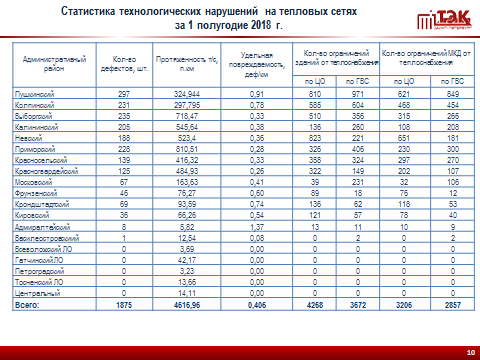 Статистика технологических нарушений на тепловых сетях
за 1 полугодие 2018 г.
ТЭК
Административный район Кол-во дефектов, шт. Протяженность т/с, п.км Удельная повреждаемость, деф/км Кол-во ограничений зданий от теплоснабжения Кол-во ограничений МКД от теплоснабжения
по ЦО по ГВС по ЦО по ГВС
Пушкинский 297 324,944 0,91 810 971 621 849
Колпинский 231 297,795 0,78 585 604 468 454
Выборгский 235 718,47 0,33 510 356 315 266
Калининский 205 545,64 0,38 136 260 108 208
Невский 188 523,4 0,36 823 221 651 181
Приморский 228 810,51 0,28 326 406 230 300
Красносельский 139 416,32 0,33 358 324 297 270
Красногвардейский 125 484,93 0,26 322 149 202 107
Московский 67 163,63 0,41 39 231 32 106
Фрунзенский 46 76,27 0,60 89 18 76 12
Кронштадтский 69 93,59 0,74 136 62 118 53
Кировский 36 66,26 0,54 121 57 78 40
Адмиралтейский 8 5,82 1,37 13 11 10 9
Василеостровский 1 12,54 0,08 0 2 0 2
Всеволожский ЛО 0 3,69 0,00 0 0 0 0
Гатчинский ЛО 0 42,17 0,00 0 0 0 0
Петроградский 0 3,23 0,00 0 0 0 0
Тосненский ЛО 0 13,66 0,00 0 0 0 0
Центральный 0 14,11 0,00 0 0 0 0
Всего: 1875 4616,96 0,406 4268 3672 3206 2857
10